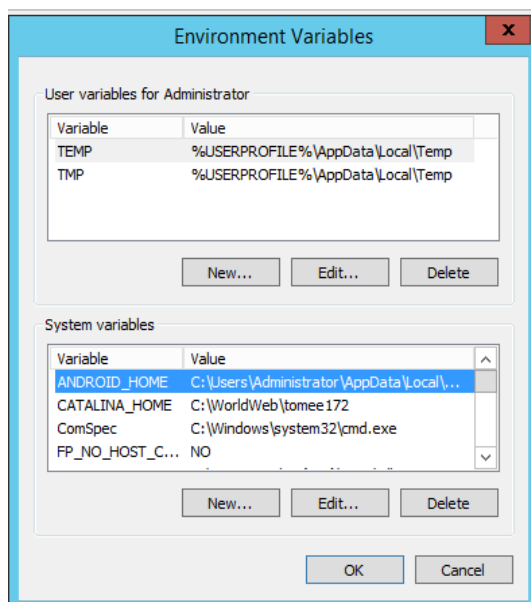 Environment Variables
x
User variables for Administrator
Variable Value
TEMP %USERPROFILE%\AppData\Local\Temp
TMP %USERPROFILE%\AppData\Local\Temp
New... Edit... Delete
System variables
Variable Value
ANDROID_HOME C:\Users\Administrator\AppData\Local\...
CATALINA_HOME C:\WorldWeb\tomee172
ComSpec C:\Windows\system32\cmd.exe
FP_NO_HOST_C... NO
New... Edit... Delete
OK Cancel